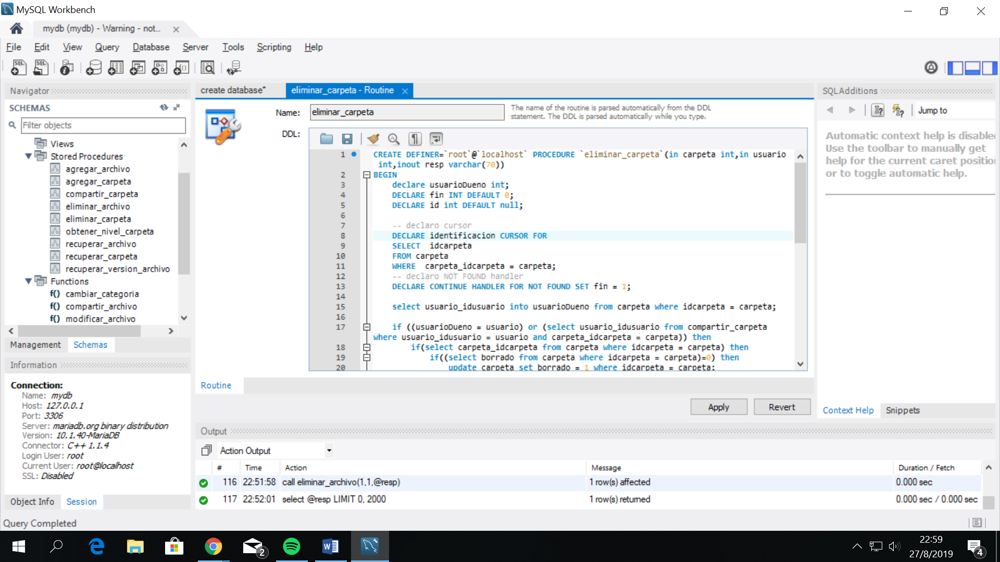 MySQL Workbench
mydb (mydb) - Warning - not...
File Edit View Query Database Server Tools Scripting Help
Navigator
SCHEMAS
Filter objects
Views
Stored Procedures
agregar_archivo
agregar_carpeta
compartir_carpeta
eliminar_archivo
eliminar_carpeta
obtener_nivel_carpeta
recuperar_archivo
recuperar_carpeta
recuperar_version_archivo
Functions
f() cambiar_categoria
f() compartir_archivo
f() modificar_archivo
Management Schemas
Information
Connection:
Name: mydb
Host: 127.0.0.1
Port: 3306
Server: mariadb.org binary distribution
Version: 10.1.40-MariaDB
Connector: C++ 1.1.4
Login User: root
Current User: root@localhost
SSL: Disabled
Object Info Session
Query Completed
create database* eliminar_carpeta - Routine
Name: eliminar_carpeta
The name of the routine is parsed automatically from the DDL
statement. The DDL is parsed automatically while you type.
DDL:
1 CREATE DEFINER=`root`@`localhost` PROCEDURE `eliminar_carpeta`(in carpeta int,in usuario
int,inout resp varchar(70))
2 BEGIN
3 declare usuarioDueno int;
4 DECLARE fin INT DEFAULT 0;
5 DECLARE id int DEFAULT null;
6
7 -- declaro cursor
8 DECLARE identificacion CURSOR FOR
9 SELECT idcarpeta
10 FROM carpeta
11 WHERE carpeta_idcarpeta = carpeta;
12 -- declaro NOT FOUND handler
13 DECLARE CONTINUE HANDLER FOR NOT FOUND SET fin = 1;
14
15 select usuario_idusuario into usuarioDueno from carpeta where idcarpeta = carpeta;
16
17 if ((usuarioDueno = usuario) or (select usuario_idusuario from compartir_carpeta
where usuario_idusuario = usuario and carpeta_idcarpeta = carpeta)) then
18 if(select carpeta_idcarpeta from carpeta where idcarpeta = carpeta) then
19 if((select borrado from carpeta where idcarpeta = carpeta)=0) then
20 update carpeta set borrado = 1 where idcarpeta = carpeta;
Routine
Apply Revert
SQLAdditions
Jump to
Automatic context help is disabled
Use the toolbar to manually get
help for the current caret position
or to toggle automatic help.
Context Help Snippets
Output
Action Output
# Time Action Message Duration / Fetch
116 22:51:58 call eliminar_archivo(1,1,@resp) 1 row(s) affected 0.000 sec
117 22:52:01 select @resp LIMIT 0, 2000 1 row(s) returned 0.000 sec / 0.000 sec
2
22:59
27/8/2019
4